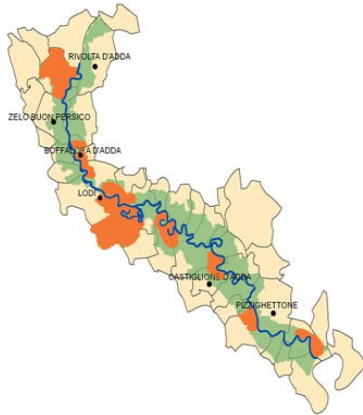 RIVOLTA D'ADDA
ZELO BUON PERSICO
BOFFALORA D'ADDA
LODI
CASTIGLIONE D'ADDA
PIZZIGHETTONE